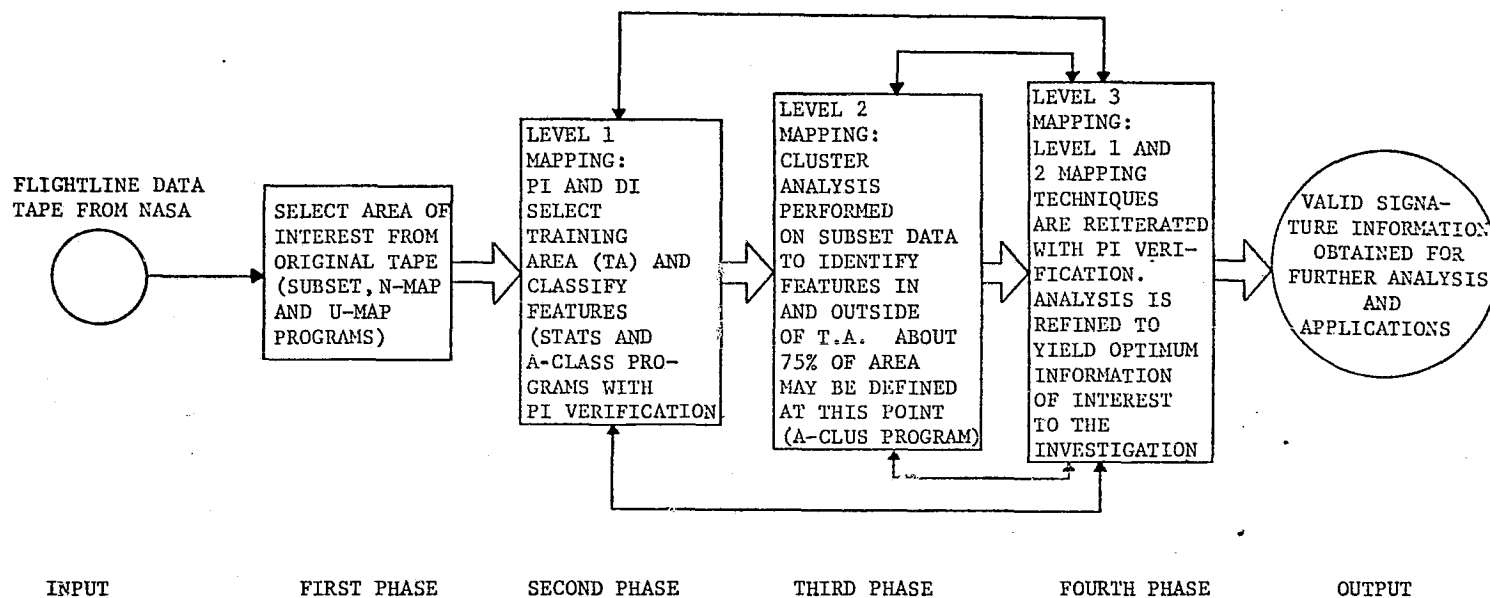 FLIGHTLINE DATA
TAPE FROM NASA
SELECT AREA OF
INTEREST FROM
ORIGINAL TAPE
(SUBSET, N-MAP
AND U-MAP
PROGRAMS)
LEVEL 1
MAPPING:
PI AND DI
SELECT
TRAINING
AREA (TA) AND
CLASSIFY
FEATURES
(STATS AND
A-CLASS PRO-
GRAMS WITH
PI VERIFICATION
LEVEL 2
MAPPING:
CLUSTER
ANALYSIS
PERFORMED
ON SUBSET DATA
TO IDENTIFY
FEATURES IN
AND OUTSIDE
OF T.A. ABOUT
75% OF AREA
MAY BE DEFINED
AT THIS POINT
(A-CLUS PROGRAM)
LEVEL 3
MAPPING:
LEVEL 1 AND
2 MAPPING
TECHNIQUES
ARE REITERATED
WITH PI VERI-
FICATION.
ANALYSIS IS
REFINED TO
YIELD OPTIMUM
INFORMATION
OF INTEREST
TO THE
INVESTIGATION
VALID SIGNA-
TURE INFORMATION
OBTAINED FOR
FURTHER ANALYSIS
AND
APPLICATIONS
INPUT
FIRST PHASE
SECOND PHASE
THIRD PHASE
FOURTH PHASE
OUTPUT